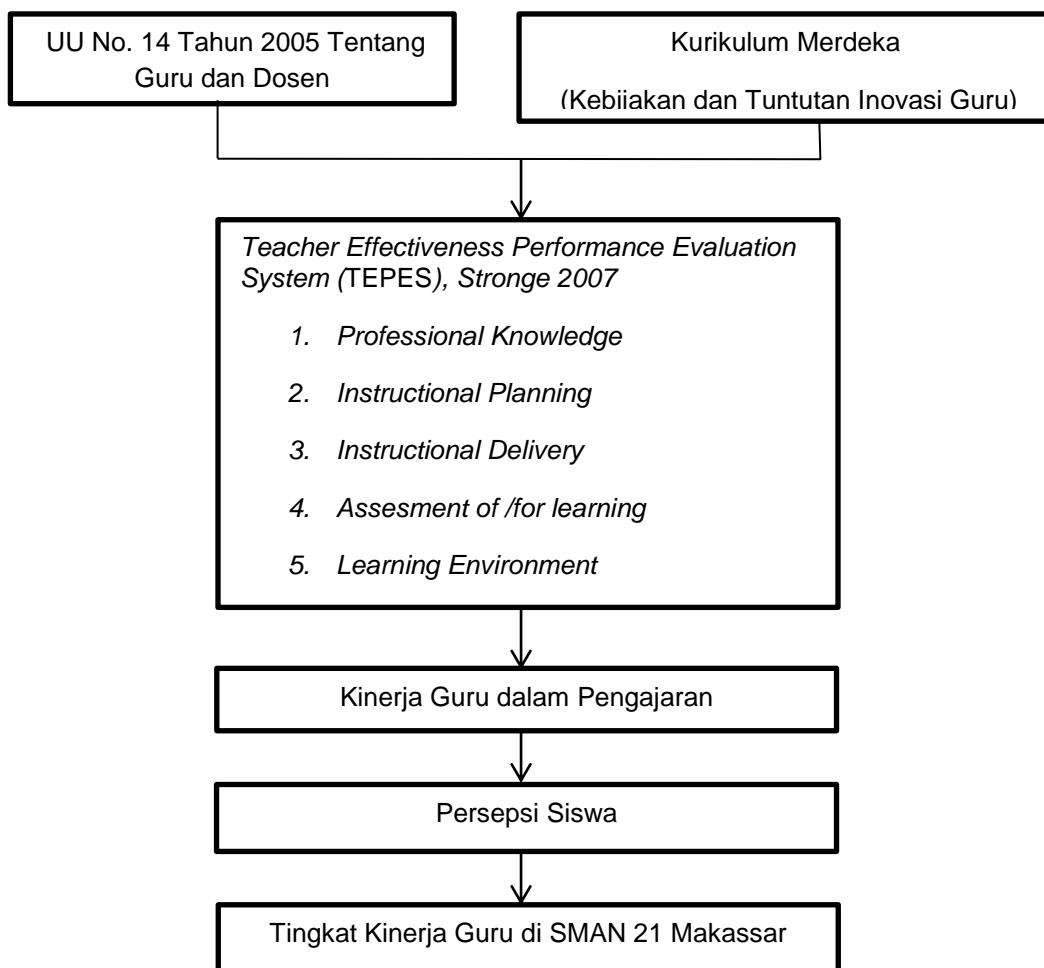 UU No. 14 Tahun 2005 Tentang
Guru dan Dosen
Kurikulum Merdeka
(Kebijakan dan Tuntutan Inovasi Guru)
Teacher Effectiveness Performance Evaluation
System (TEPES), Stronge 2007
1. Professional Knowledge
2. Instructional Planning
3. Instructional Delivery
4. Assesment of /for learning
5. Learning Environment
Kinerja Guru dalam Pengajaran
Persepsi Siswa
Tingkat Kinerja Guru di SMAN 21 Makassar